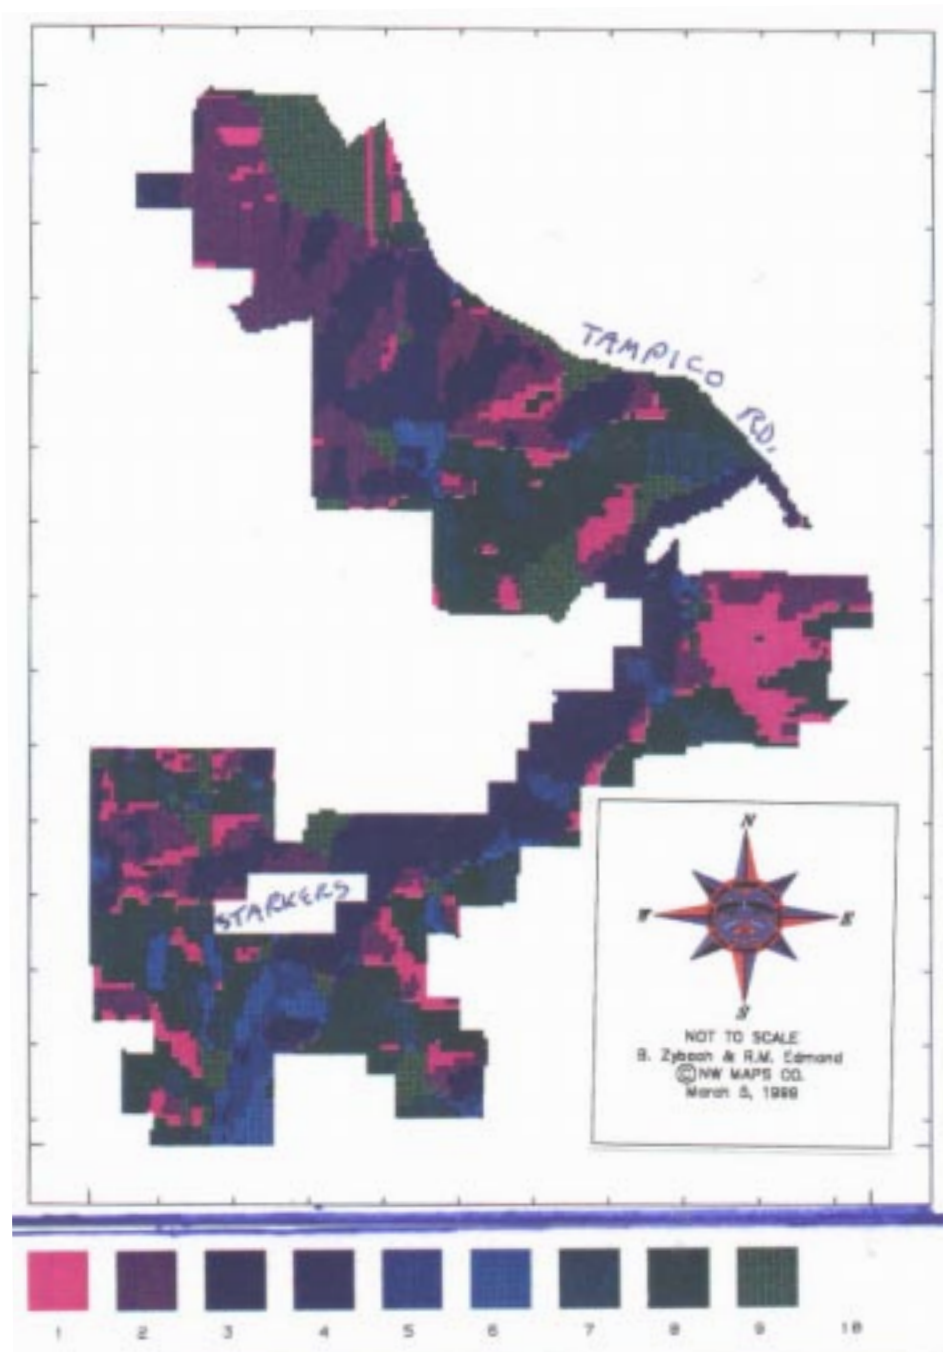 TAMPICO
RD.
STARKERS
N
W
E
S
NOT TO SCALE
B. Zybach & R.M. Edmond
©NW MAPS CO.
March 5,
1 2 3 4 5 6 7 8 9 10